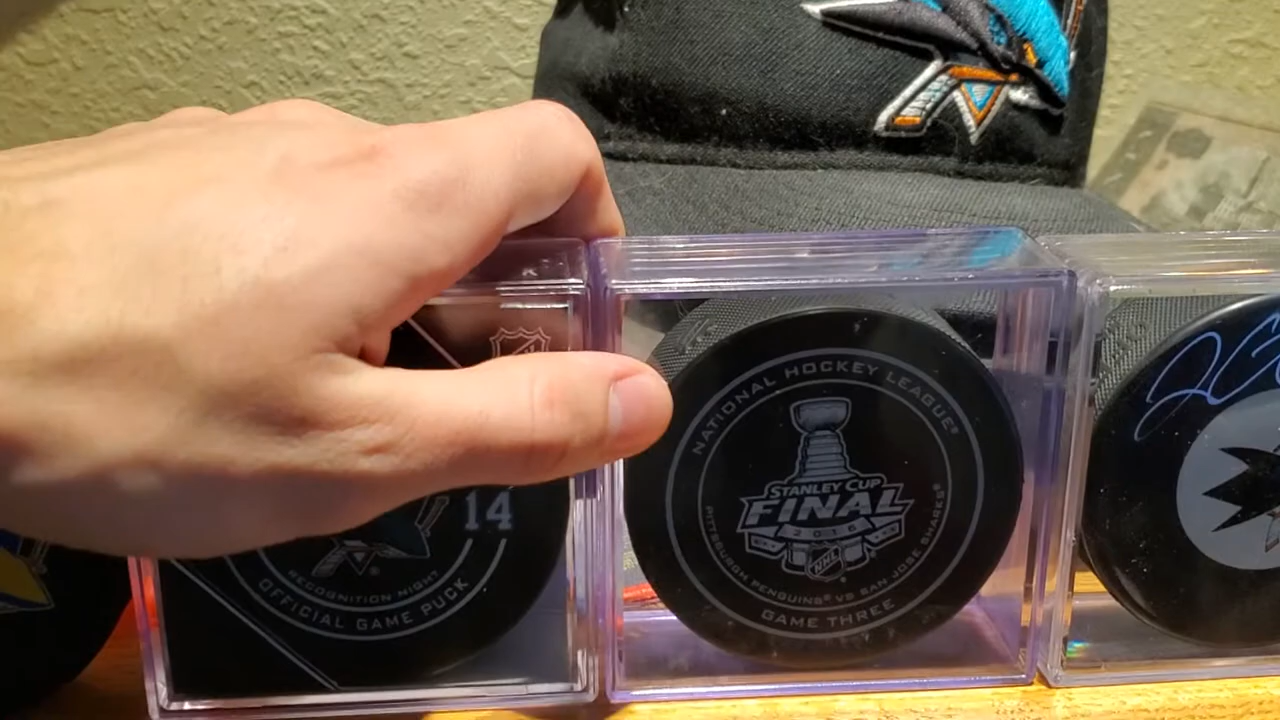 14
RECOGNITION NIGHT
OFFICIAL GAME PUCK
NATIONAL HOCKEY LEAGUE®
STANLEY CUP
FINAL
2016
NHL
PITTSBURGH PENGUINS® VS SAN JOSE SHARKS®
GAME THREE